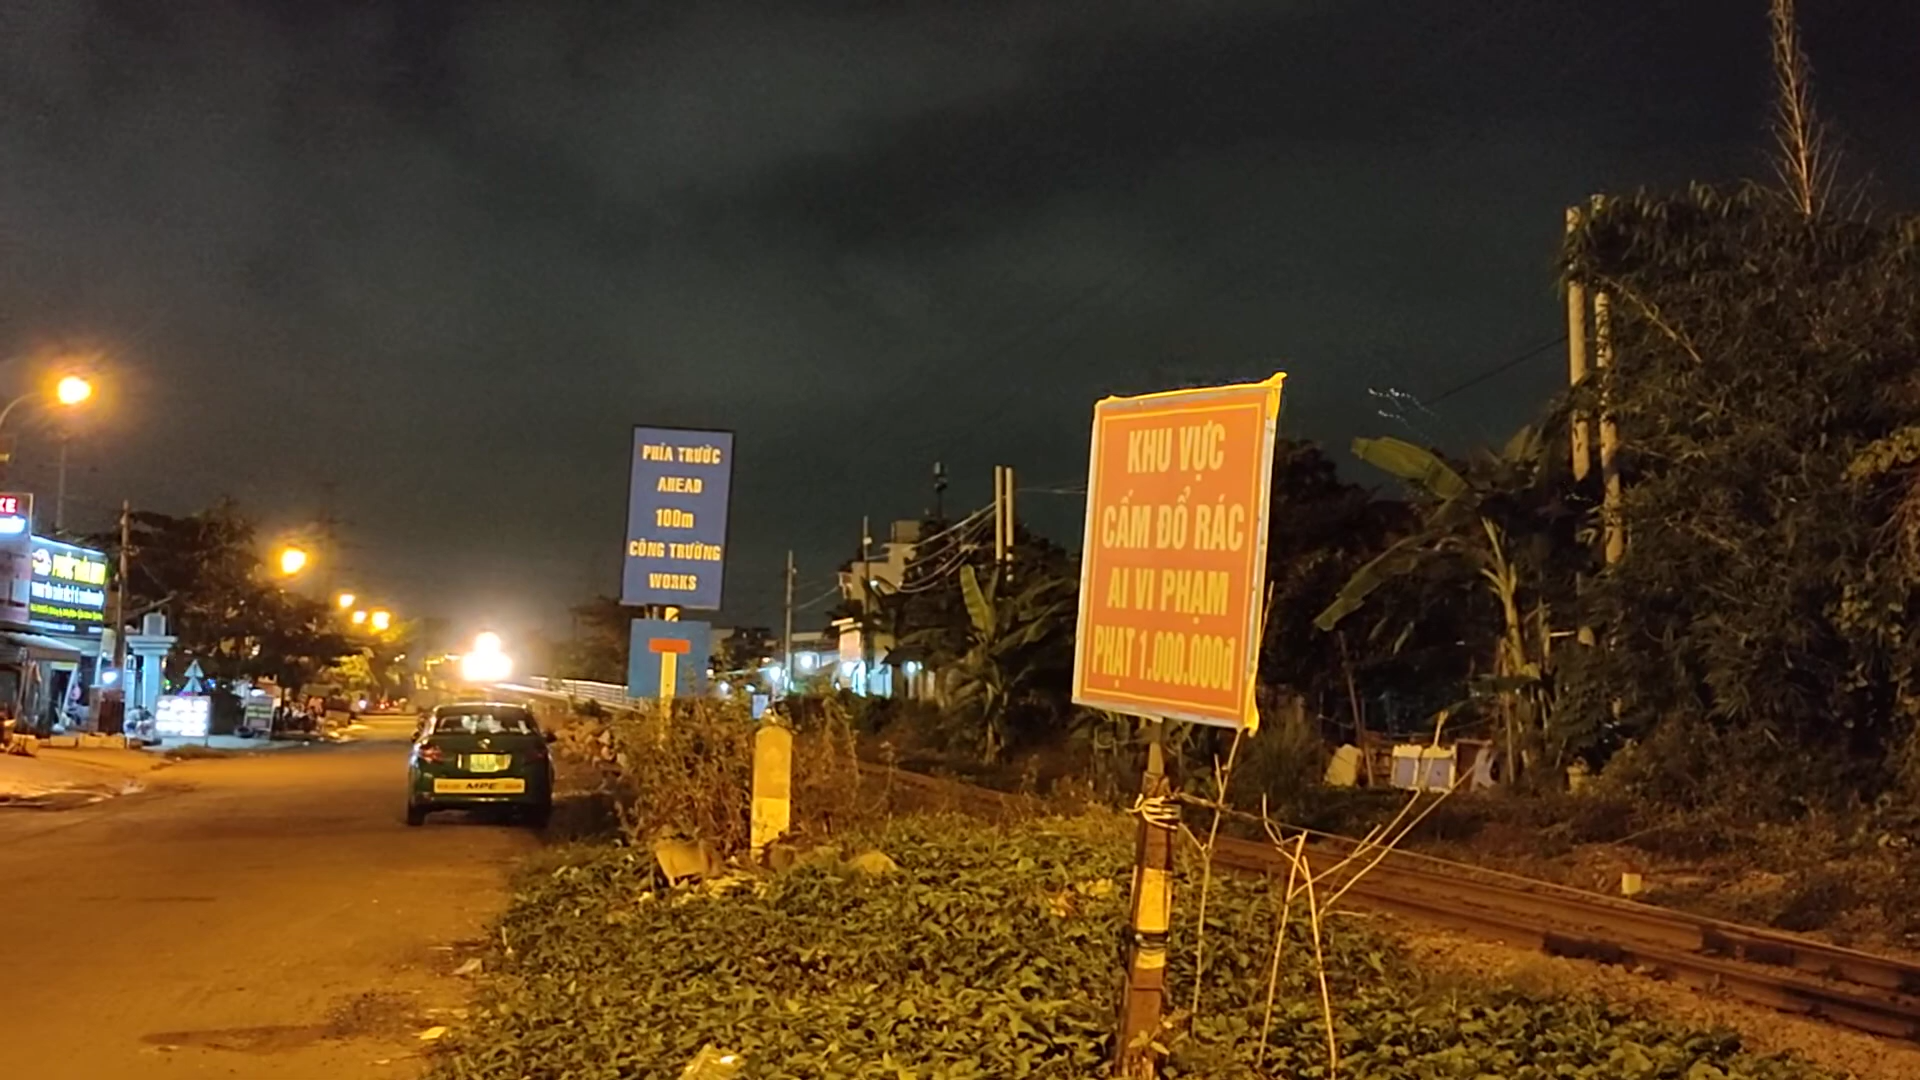 XE
PHÍA TRƯỚC
AHEAD
100m
CÔNG TRƯỜNG
WORKS
KHU VỰC
CẤM ĐỔ RÁC
AI VI PHẠM
PHẠT 1.000.000đ
MPE